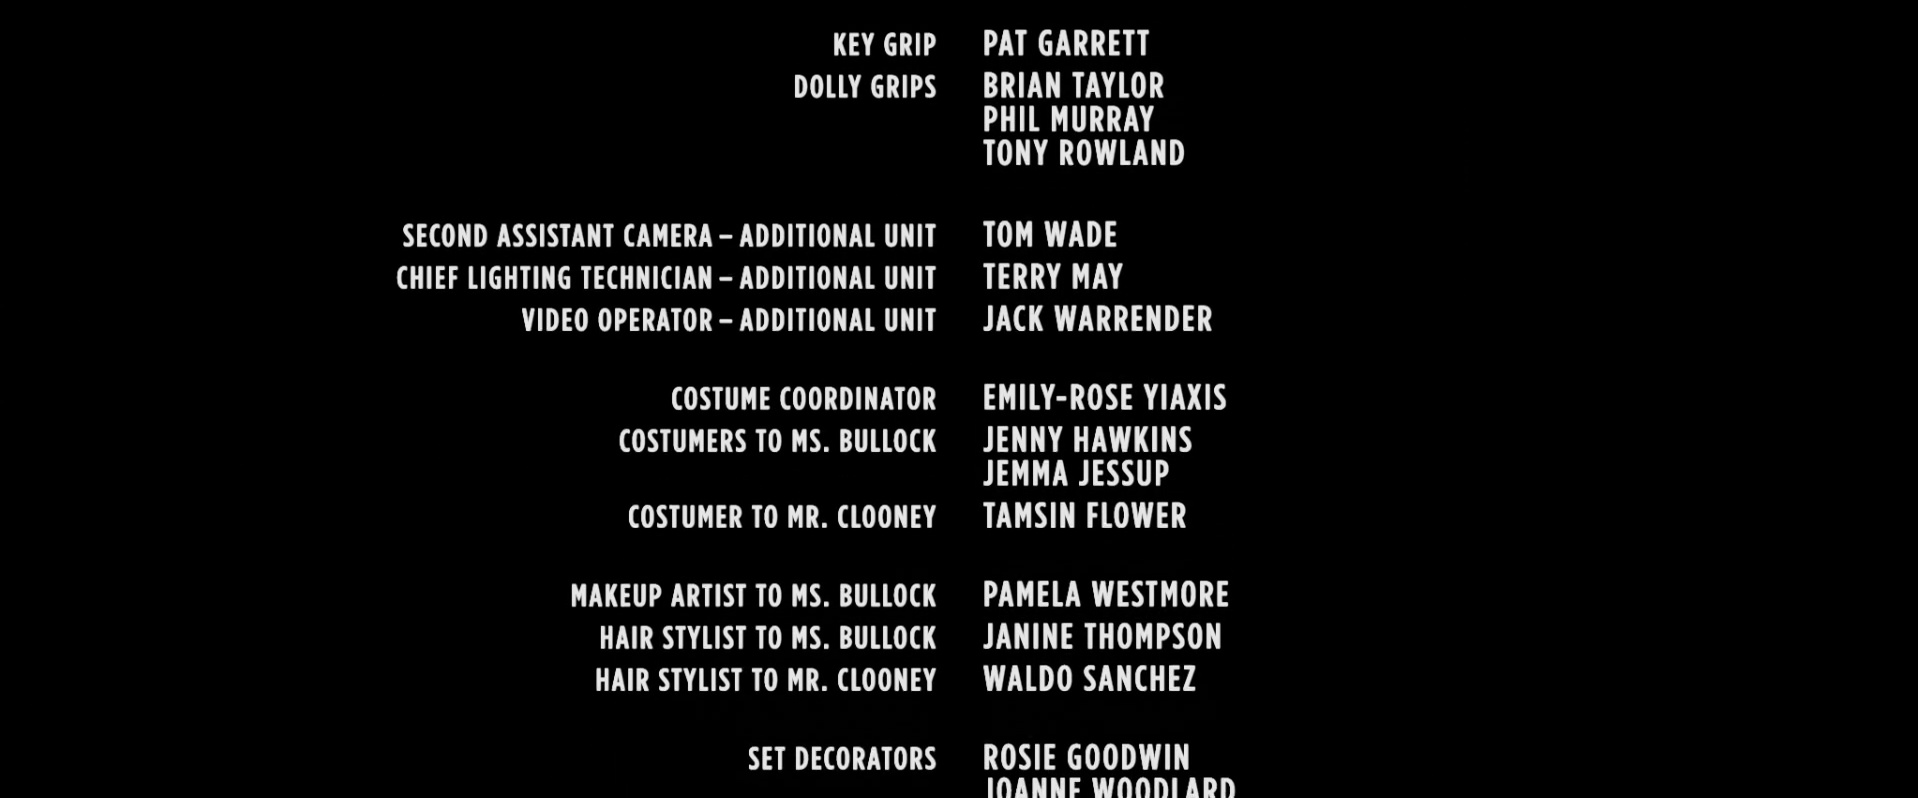 KEY GRIP PAT GARRETT
DOLLY GRIPS BRIAN TAYLOR
PHIL MURRAY
TONY ROWLAND
SECOND ASSISTANT CAMERA – ADDITIONAL UNIT TOM WADE
CHIEF LIGHTING TECHNICIAN – ADDITIONAL UNIT TERRY MAY
VIDEO OPERATOR – ADDITIONAL UNIT JACK WARRENDER
COSTUME COORDINATOR EMILY-ROSE YIAXIS
COSTUMERS TO MS. BULLOCK JENNY HAWKINS
JEMMA JESSUP
COSTUMER TO MR. CLOONEY TAMSIN FLOWER
MAKEUP ARTIST TO MS. BULLOCK PAMELA WESTMORE
HAIR STYLIST TO MS. BULLOCK JANINE THOMPSON
HAIR STYLIST TO MR. CLOONEY WALDO SANCHEZ
SET DECORATORS ROSIE GOODWIN
JOANNE WOODLARD